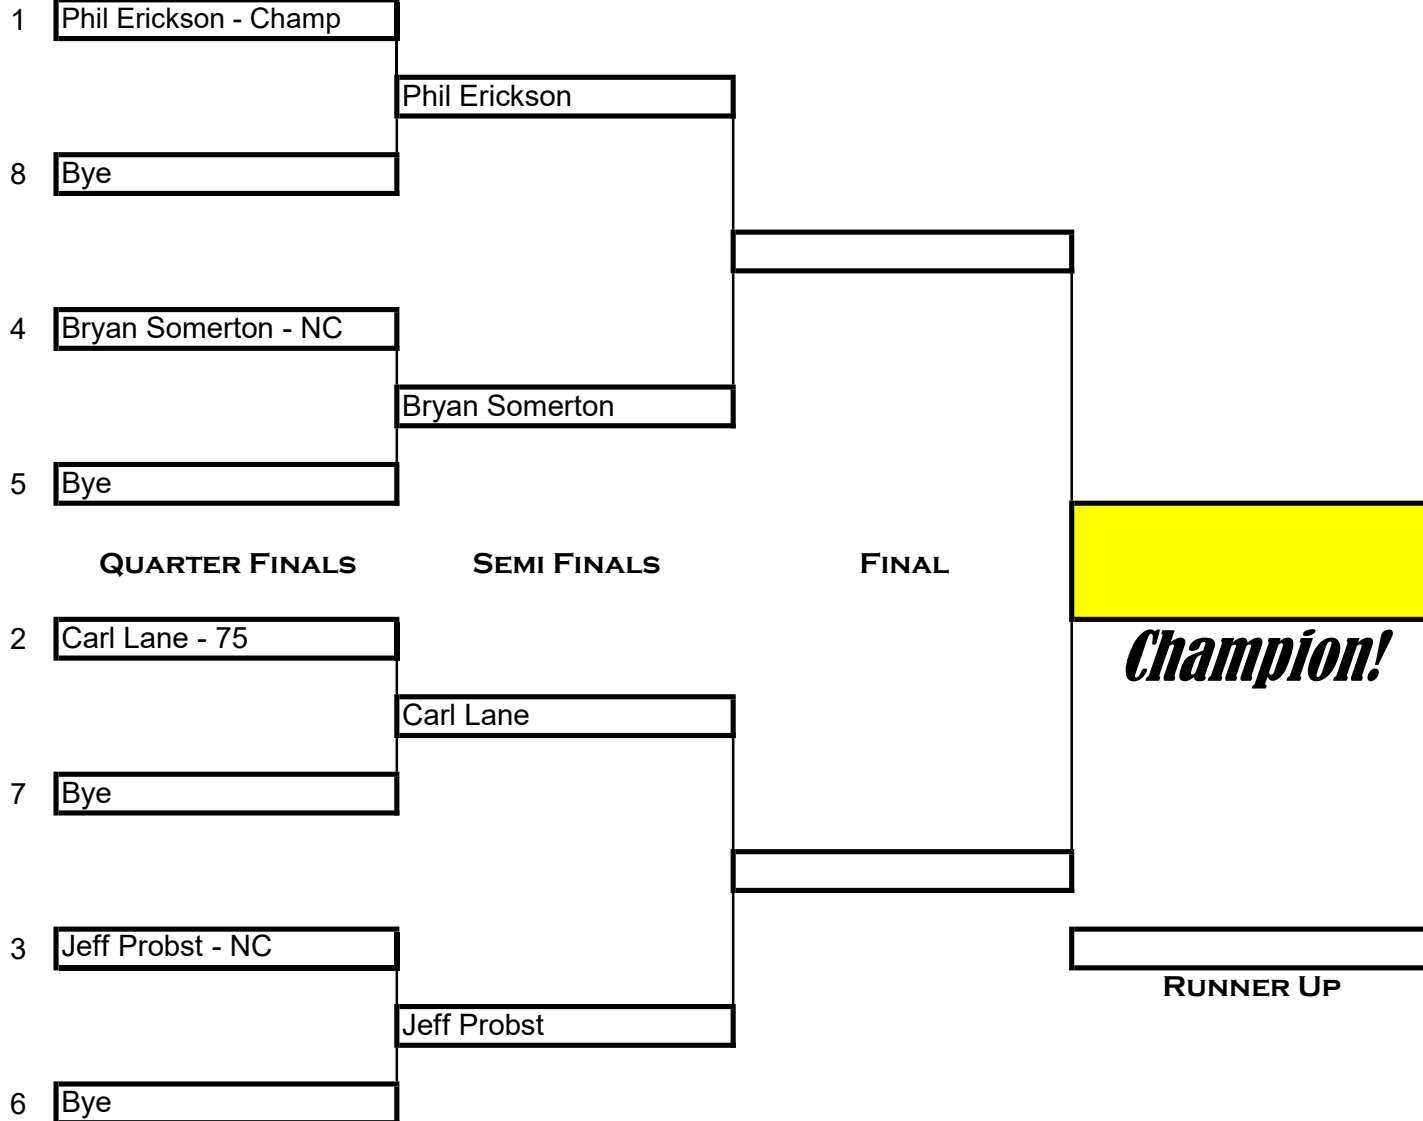 1 Phil Erickson - Champ
Phil Erickson
8 Bye
4 Bryan Somerton - NC
Bryan Somerton
5 Bye
QUARTER FINALS SEMI FINALS FINAL
2 Carl Lane - 75
Champion!
Carl Lane
7 Bye
3 Jeff Probst - NC
RUNNER UP
Jeff Probst
6 Bye